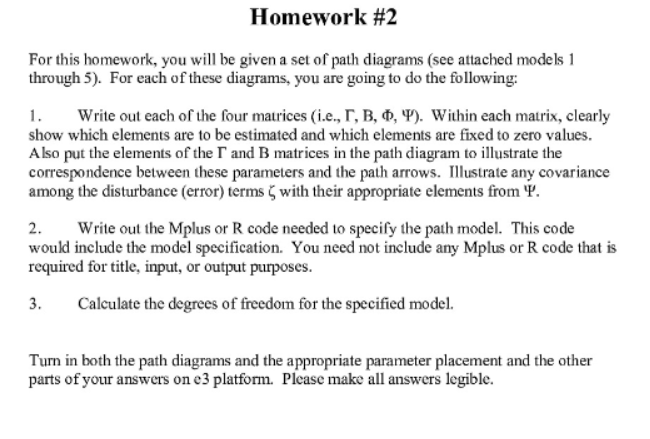 Homework #2
For this homework, you will be given a set of path diagrams (see attached models 1
through 5). For each of these diagrams, you are going to do the following:
1. Write out each of the four matrices (i.e., Γ, B, Φ, Ψ). Within each matrix, clearly
show which elements are to be estimated and which elements are fixed to zero values.
Also put the elements of the Γ and B matrices in the path diagram to illustrate the
correspondence between these parameters and the path arrows. Illustrate any covariance
among the disturbance (error) terms ζ with their appropriate elements from Ψ.
2. Write out the Mplus or R code needed to specify the path model. This code
would include the model specification. You need not include any Mplus or R code that is
required for title, input, or output purposes.
3. Calculate the degrees of freedom for the specified model.
Turn in both the path diagrams and the appropriate parameter placement and the other
parts of your answers on e3 platform. Please make all answers legible.